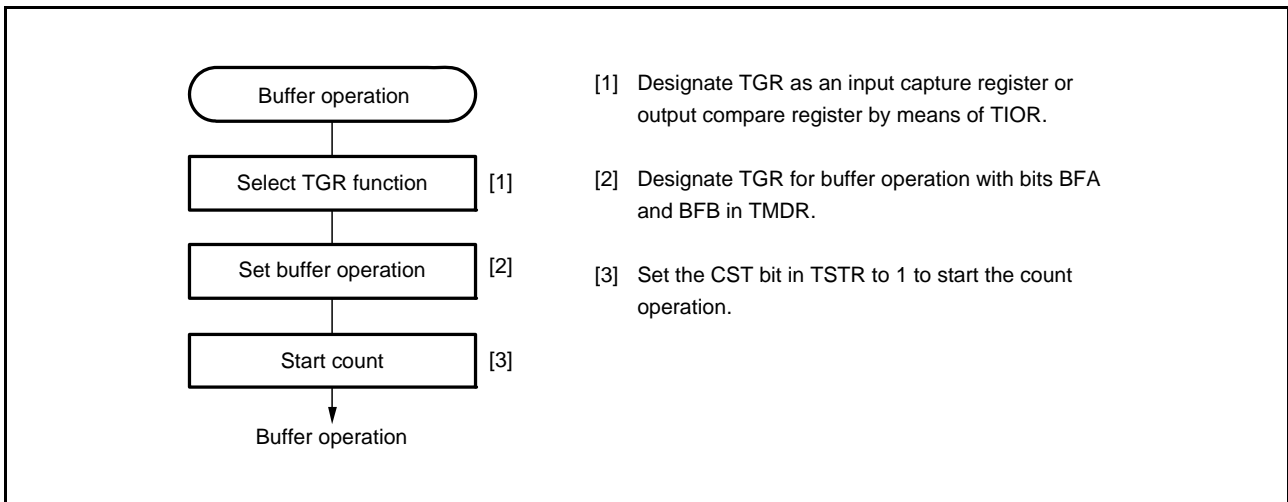 Buffer operation
Select TGR function
[1]
Set buffer operation
[2]
Start count
[3]
Buffer operation
[1] Designate TGR as an input capture register or
output compare register by means of TIOR.
[2] Designate TGR for buffer operation with bits BFA
and BFB in TMDR.
[3] Set the CST bit in TSTR to 1 to start the count
operation.